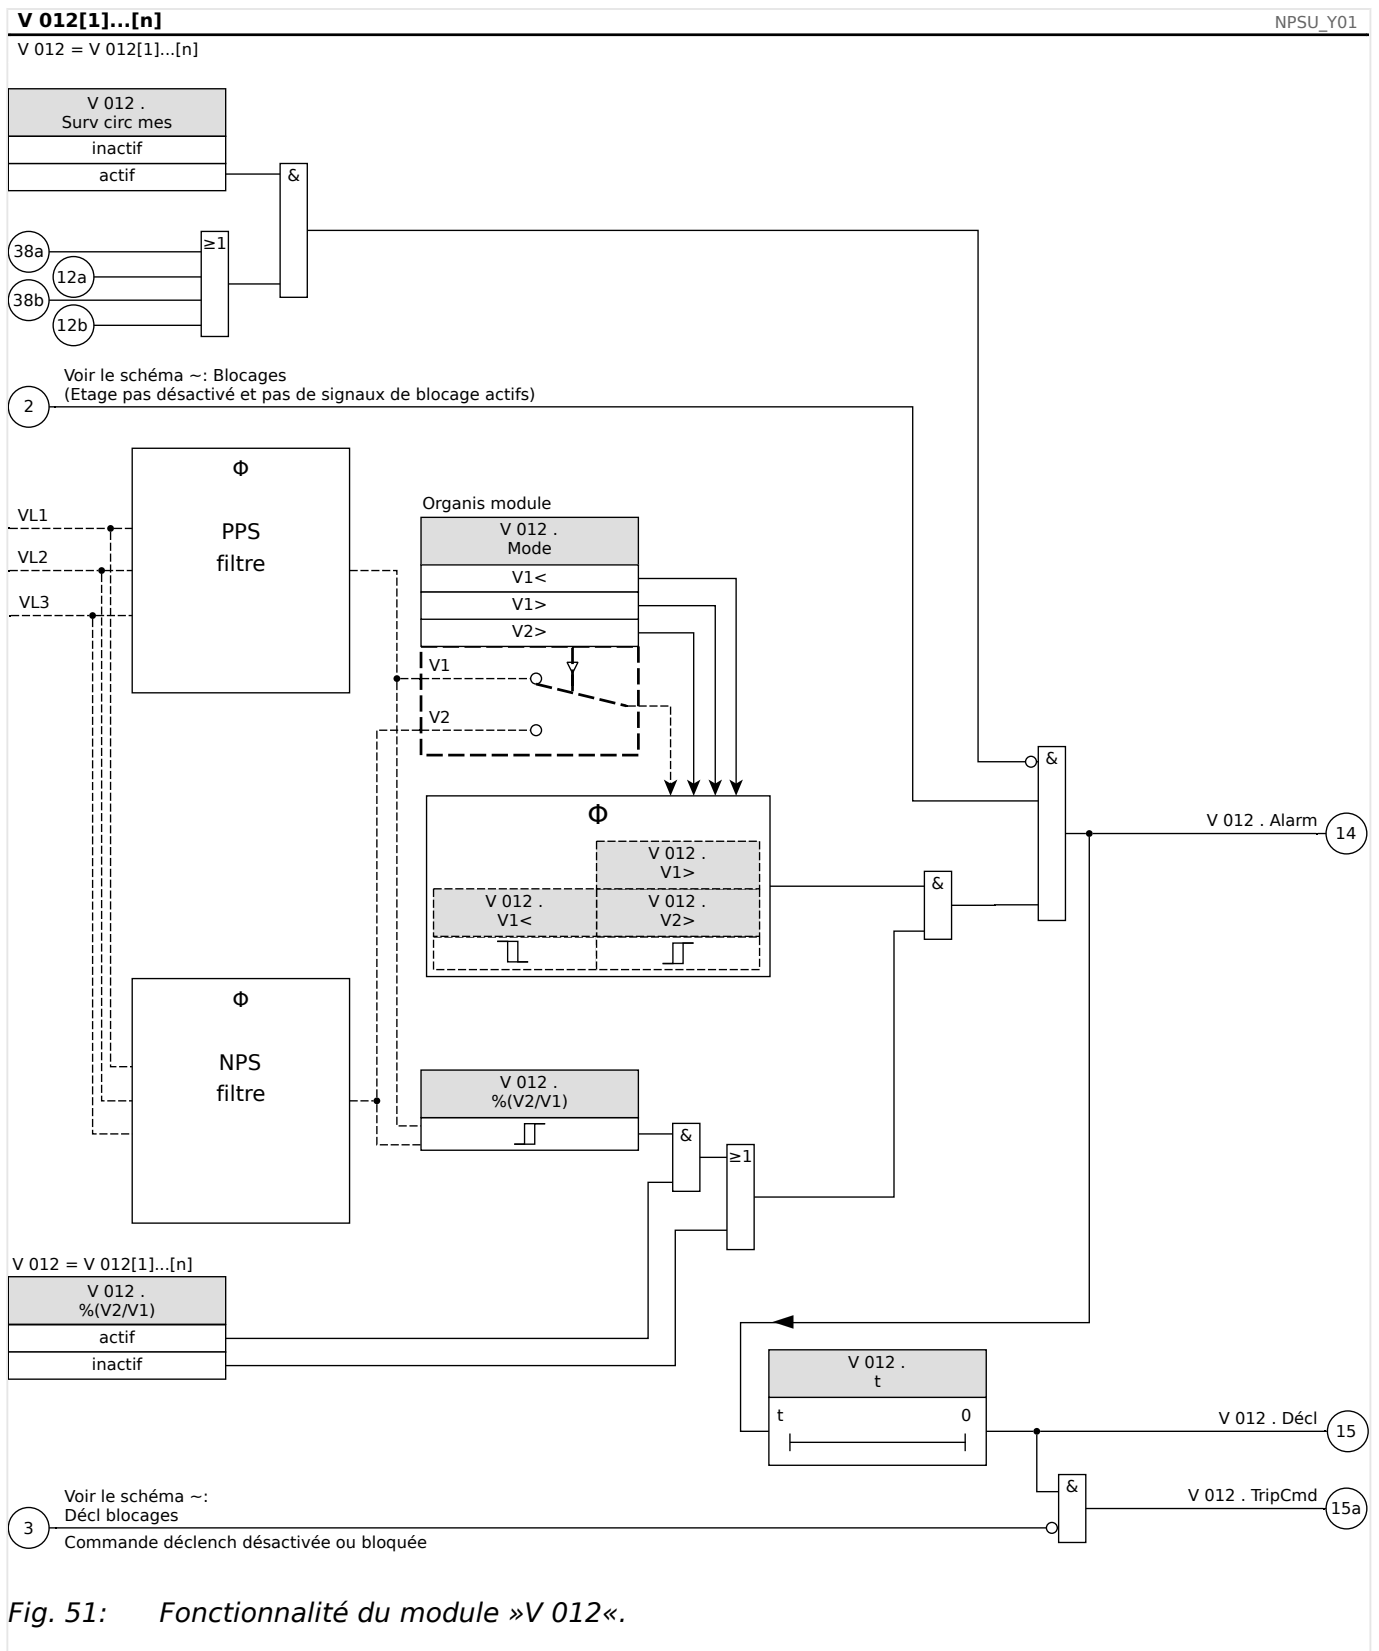 V 012[1]...[n]
NPSU_Y01
V 012 = V 012[1]...[n]
V 012 .
Surv circ mes
inactif
actif
&
38a
≥1
12a
38b
12b
Voir le schéma ~: Blocages
(Etage pas désactivé et pas de signaux de blocage actifs)
2
Φ
PPS
filtre
VL1
VL2
VL3
Organis module
V 012 .
Mode
V1<
V1>
V2>
V1
V2
Φ
V 012 .
V1>
V 012 .
V1<
V 012 .
V2>
&
&
V 012 . Alarm
14
Φ
NPS
filtre
V 012 .
%(V2/V1)
&
≥1
V 012 = V 012[1]...[n]
V 012 .
%(V2/V1)
actif
inactif
V 012 .
t
t
0
V 012 . Décl
15
&
V 012 . TripCmd
15a
Voir le schéma ~:
Décl blocages
3
Commande déclench désactivée ou bloquée
Fig. 51: Fonctionnalité du module »V 012«.